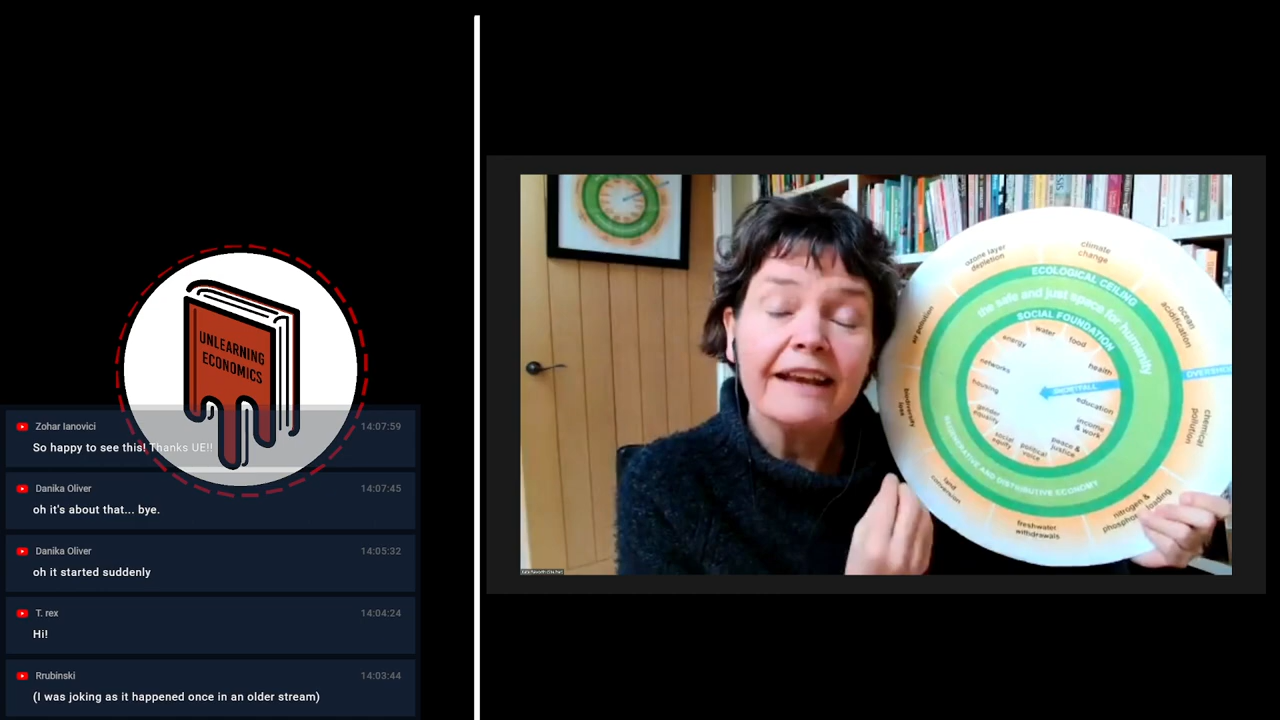 UNLEARNING
ECONOMICS
Zohar Ianovici
14:07:59
So happy to see this! Thanks UE!!
Danika Oliver
14:07:45
oh it's about that... bye.
Danika Oliver
14:05:32
oh it started suddenly
T. rex
14:04:24
Hi!
Rrubinski
14:03:44
(I was joking as it happened once in an older stream)
climate
change
ozone layer
depletion
ocean
acidification
air pollution
ECOLOGICAL CEILING
the safe and just space for humanity
SOCIAL FOUNDATION
water
food
energy
health
networks
OVERSHO
SHORTFALL
housing
education
gender
equality
income
& work
social
equity
political
voice
peace &
justice
biodiversity
loss
chemical
pollution
REGENERATIVE AND DISTRIBUTIVE ECONOMY
land
conversion
freshwater
withdrawals
nitrogen &
phosphor loading